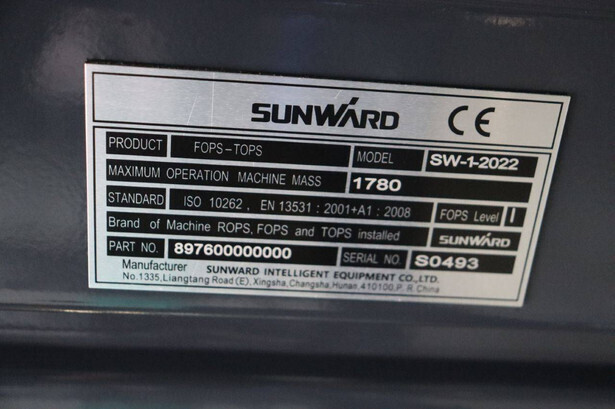 SUNWARD CE
PRODUCT FOPS-TOPS MODEL SW-1-2022
MAXIMUM OPERATION MACHINE MASS 1780
STANDARD ISO 10262, EN 13531:2001+A1:2008 FOPS Level I
Brand of Machine ROPS, FOPS and TOPS installed SUNWARD
PART NO. 897600000000 SERIAL NO. S0493
Manufacturer SUNWARD INTELLIGENT EQUIPMENT CO.,LTD.
No.1335,Liangtang Road (E). Xingsha,Changsha,Hunan,410100,P.R.China